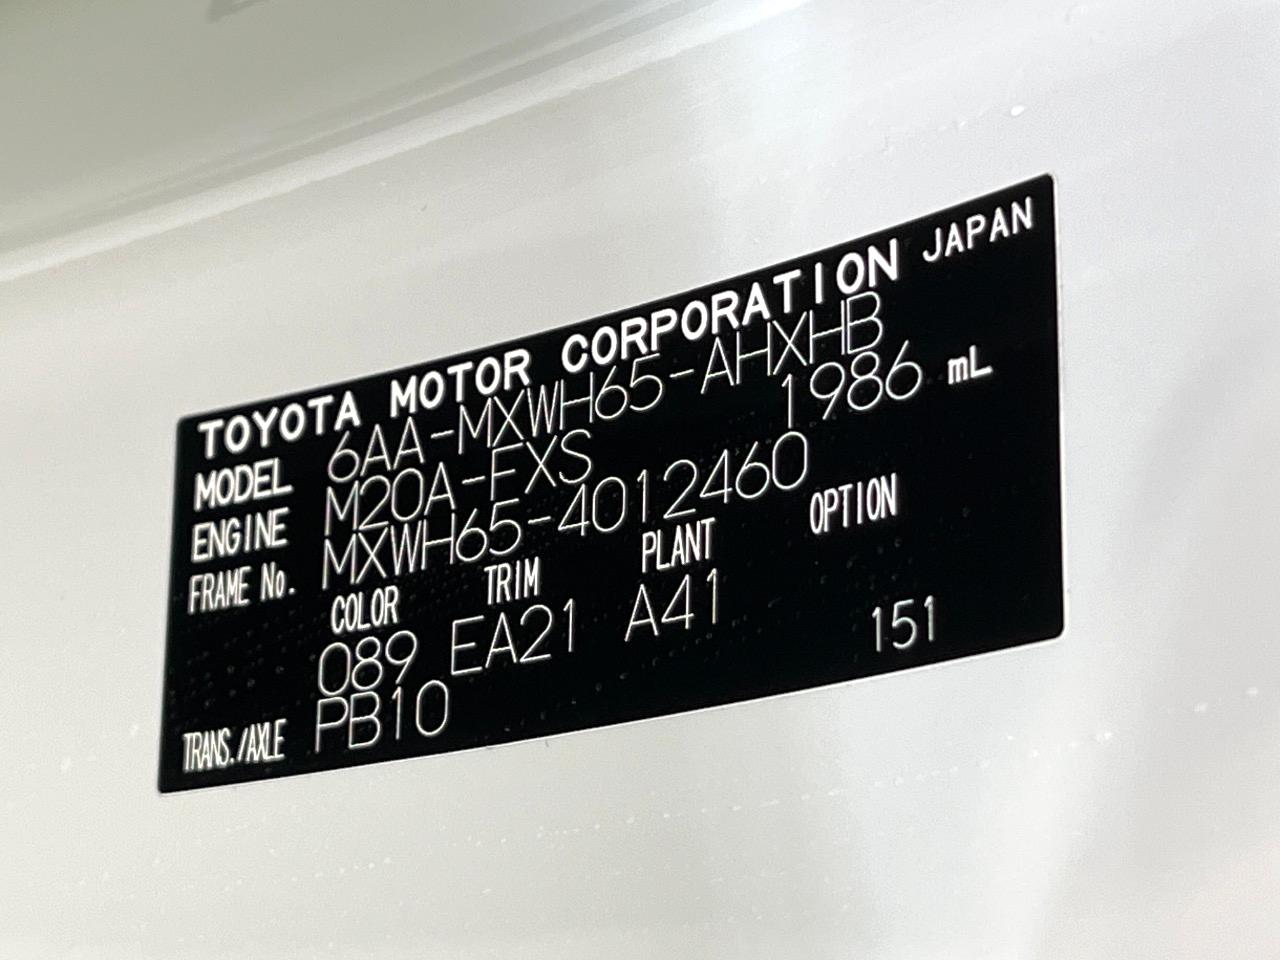 TOYOTA MOTOR CORPORATION JAPAN
MODEL 6AA-MXWH65-AHXHB
ENGINE M20A-FXS 1986 mL
FRAME No. MXWH65-4012460
COLOR TRIM PLANT OPTION
089 EA21 A41 151
TRANS./AXLE PB10